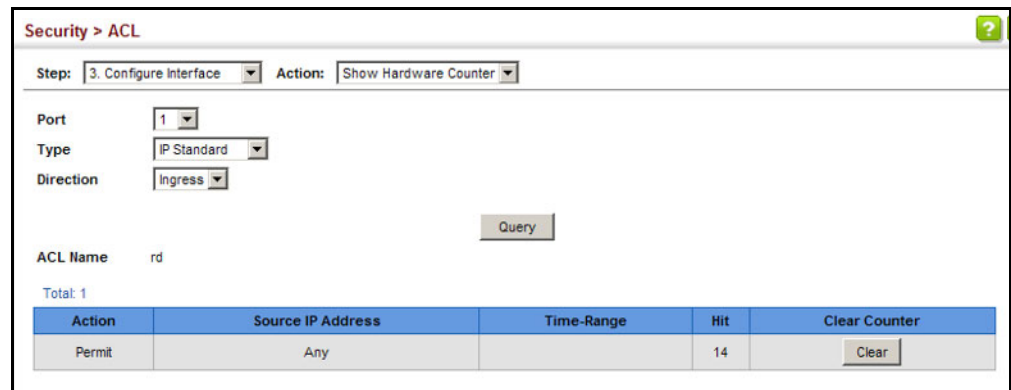 Security > ACL
?
Step: 3. Configure Interface Action: Show Hardware Counter
Port 1
Type IP Standard
Direction Ingress
Query
ACL Name rd
Total: 1
Action Source IP Address Time-Range Hit Clear Counter
Permit Any 14 Clear